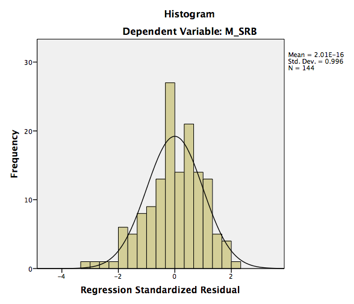 Histogram
Dependent Variable: M_SRB
Mean = 2.01E-16
Std. Dev. = 0.996
N = 144
30
20
10
0
Frequency
-4 -2 0 2
Regression Standardized Residual